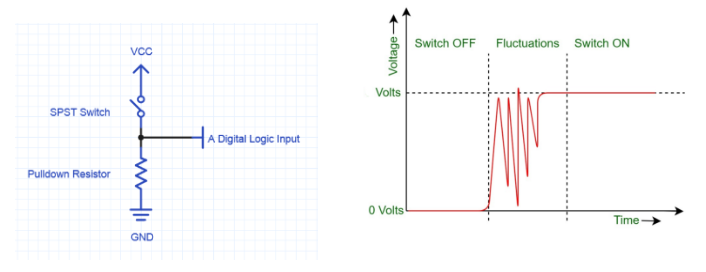 VCC
SPST Switch
A Digital Logic Input
Pulldown Resistor
GND
Voltage
Switch OFF
Fluctuations
Switch ON
Volts
0 Volts
Time